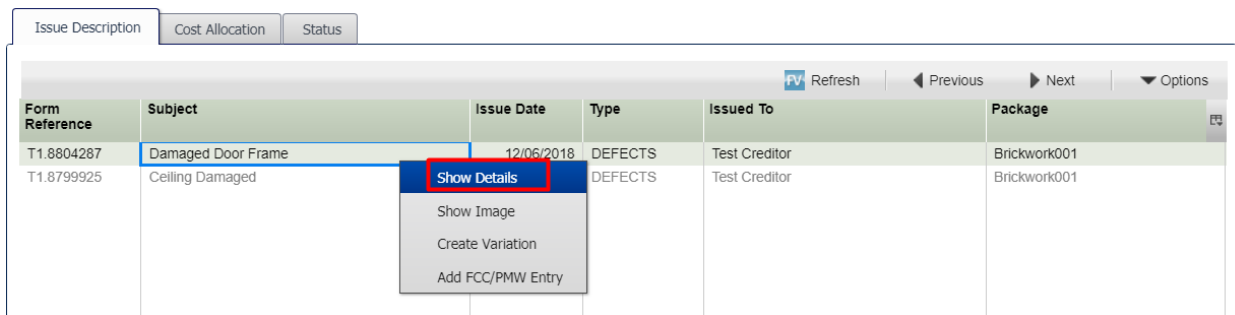 Issue Description Cost Allocation Status
FV Refresh Previous Next Options
Form Reference Subject Issue Date Type Issued To Package
T1.8804287 Damaged Door Frame 12/06/2018 DEFECTS Test Creditor Brickwork001
T1.8799925 Ceiling Damaged DEFECTS Test Creditor Brickwork001
Show Details
Show Image
Create Variation
Add FCC/PMW Entry